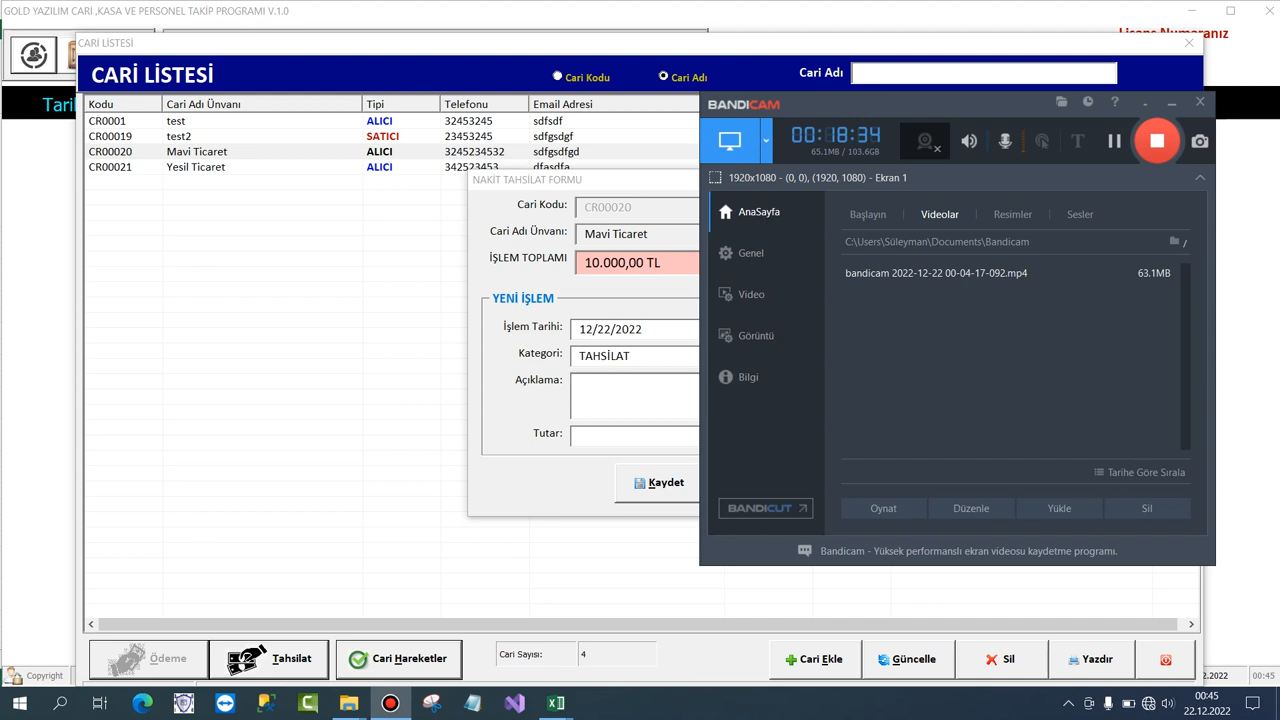 GOLD YAZILIM CARİ ,KASA VE PERSONEL TAKİP PROGRAMI V.1.0
Lisans Numaranız
CARİ LİSTESİ
CARİ LİSTESİ
Cari Kodu
Cari Adı
Cari Adı
Tari
Kodu Cari Adı Ünvanı Tipi Telefonu Email Adresi
CR0001 test ALICI 32453245 sdfsdf
CR00019 test2 SATICI 23453245 sdfgsdgf
CR00020 Mavi Ticaret ALICI 3245234532 sdfgsdfgd
CR00021 Yesil Ticaret ALICI 342523453 dfasdfa
NAKİT TAHSİLAT FORMU
Cari Kodu: CR00020
Cari Adı Ünvanı: Mavi Ticaret
İŞLEM TOPLAMI 10.000,00 TL
YENİ İŞLEM
İşlem Tarihi: 12/22/2022
Kategori: TAHSİLAT
Açıklama:
Tutar:
Kaydet
BANDICAM
00:18:34
65.1MB / 103.6GB
1920x1080 - (0, 0), (1920, 1080) - Ekran 1
AnaSayfa
Genel
Video
Görüntü
Bilgi
BANDICUT
Başlayın Videolar Resimler Sesler
C:\Users\Süleyman\Documents\Bandicam
bandicam 2022-12-22 00-04-17-092.mp4 63.1MB
Tarihe Göre Sırala
Oynat Düzenle Yükle Sil
Bandicam - Yüksek performanslı ekran videosu kaydetme programı.
Ödeme Tahsilat Cari Hareketler Cari Sayısı: 4 Cari Ekle Güncelle Sil Yazdır
Copyright 2.2022 00:45
00:45
22.12.2022